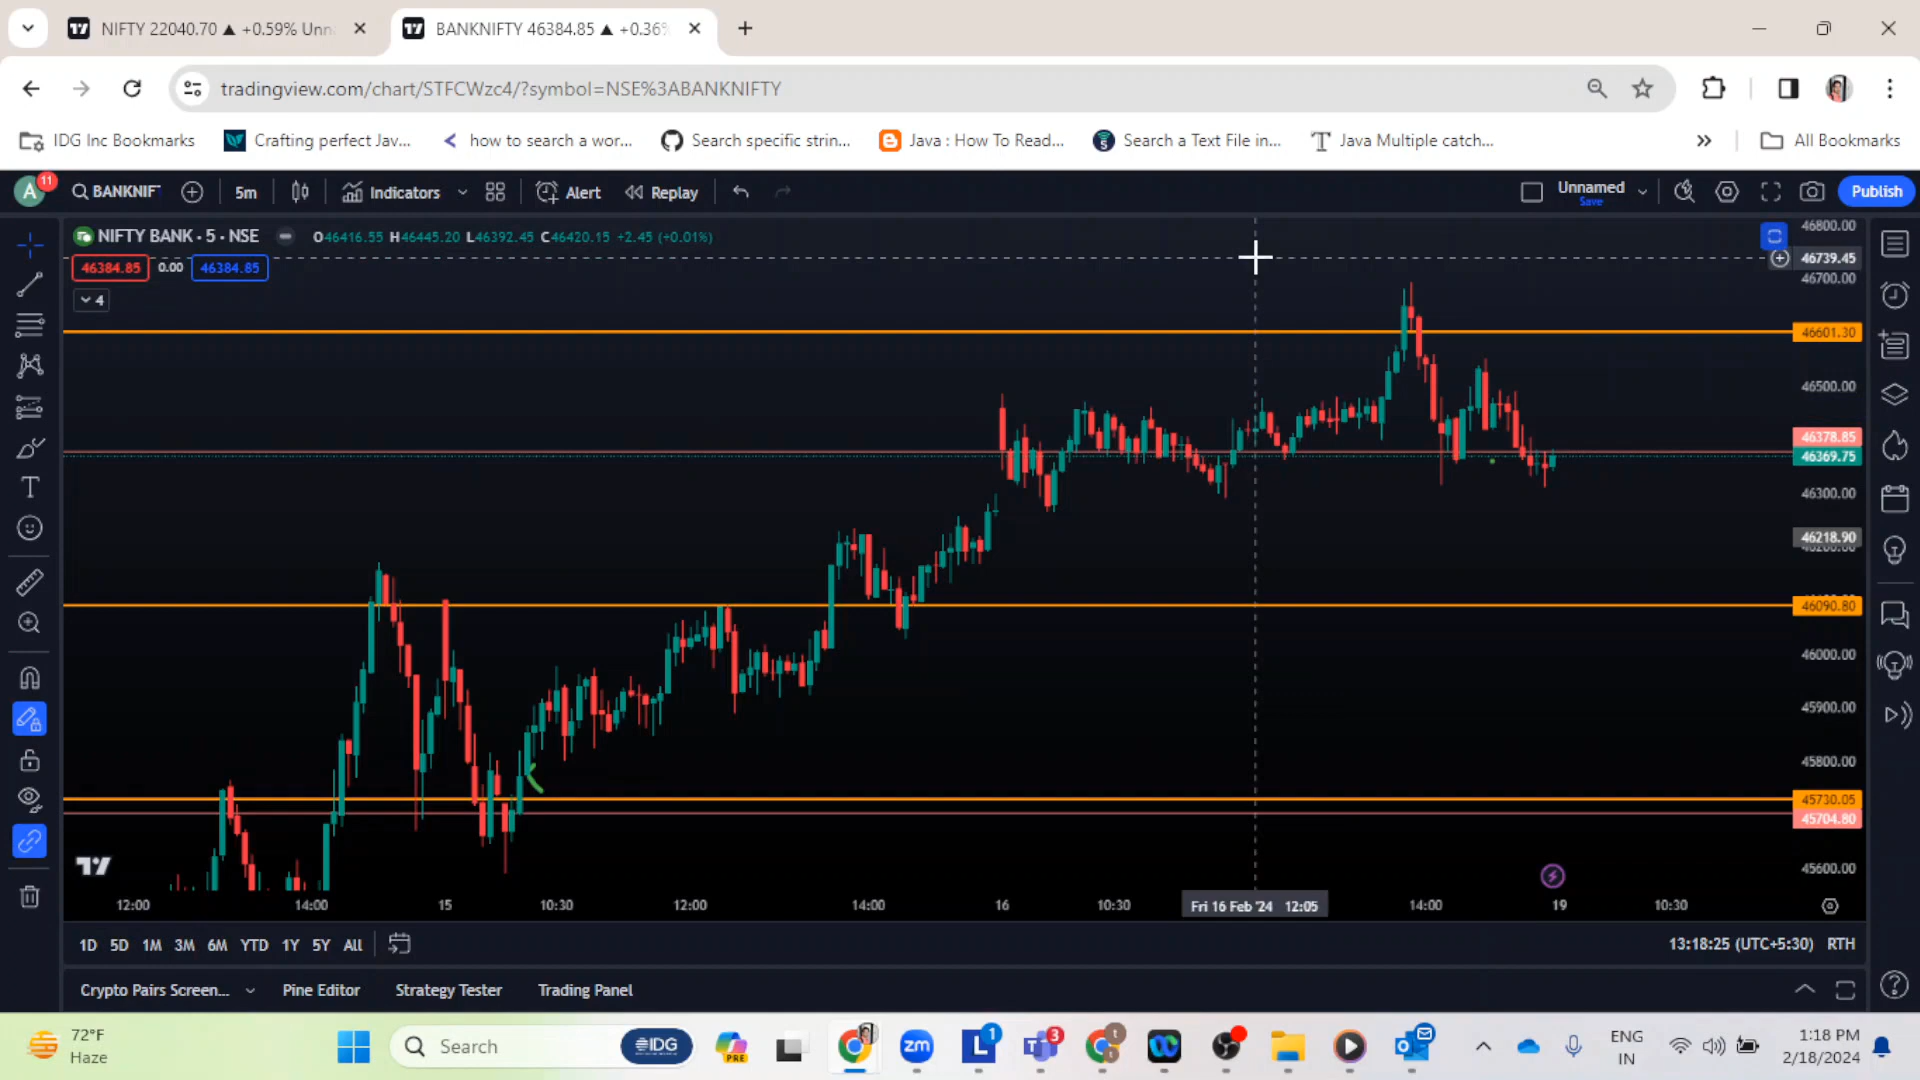 NIFTY 22040.70 ▲ +0.59% Unn
BANKNIFTY 46384.85 ▲ +0.36%
tradingview.com/chart/STFCWzc4/?symbol=NSE%3ABANKNIFTY
IDG Inc Bookmarks
Crafting perfect Jav...
how to search a wor...
Search specific strin...
Java : How To Read...
Search a Text File in...
Java Multiple catch...
All Bookmarks
A 11
BANKNIF
5m
Indicators
Alert
Replay
Unnamed
Save
Publish
NIFTY BANK · 5 · NSE
O46416.55 H46445.20 L46392.45 C46420.15 +2.45 (+0.01%)
46384.85 0.00 46384.85
4
46800.00
46739.45
46700.00
46601.30
46500.00
46378.85
46369.75
46300.00
46218.90
46090.80
46000.00
45900.00
45800.00
45730.05
45704.80
45600.00
12:00 14:00 15 10:30 12:00 14:00 16 10:30 Fri 16 Feb '24 12:05 14:00 19 10:30
1D 5D 1M 3M 6M YTD 1Y 5Y All
13:18:25 (UTC+5:30) RTH
Crypto Pairs Screen... Pine Editor Strategy Tester Trading Panel
72°F
Haze
Search
IDG
PRE
zm
L 1
3
ENG
IN
1:18 PM
2/18/2024